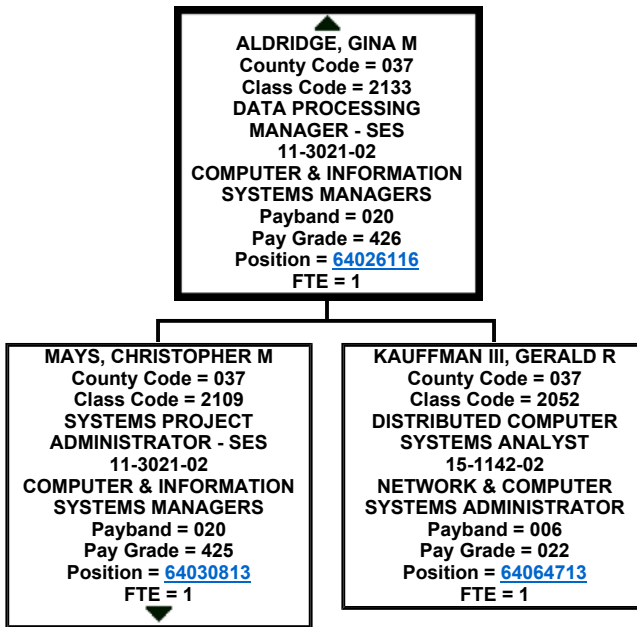 ALDRIDGE, GINA M
County Code = 037
Class Code = 2133
DATA PROCESSING
MANAGER - SES
11-3021-02
COMPUTER & INFORMATION
SYSTEMS MANAGERS
Payband = 020
Pay Grade = 426
Position = 64026116
FTE = 1
MAYS, CHRISTOPHER M
County Code = 037
Class Code = 2109
SYSTEMS PROJECT
ADMINISTRATOR - SES
11-3021-02
COMPUTER & INFORMATION
SYSTEMS MANAGERS
Payband = 020
Pay Grade = 425
Position = 64030813
FTE = 1
KAUFFMAN III, GERALD R
County Code = 037
Class Code = 2052
DISTRIBUTED COMPUTER
SYSTEMS ANALYST
15-1142-02
NETWORK & COMPUTER
SYSTEMS ADMINISTRATOR
Payband = 006
Pay Grade = 022
Position = 64064713
FTE = 1